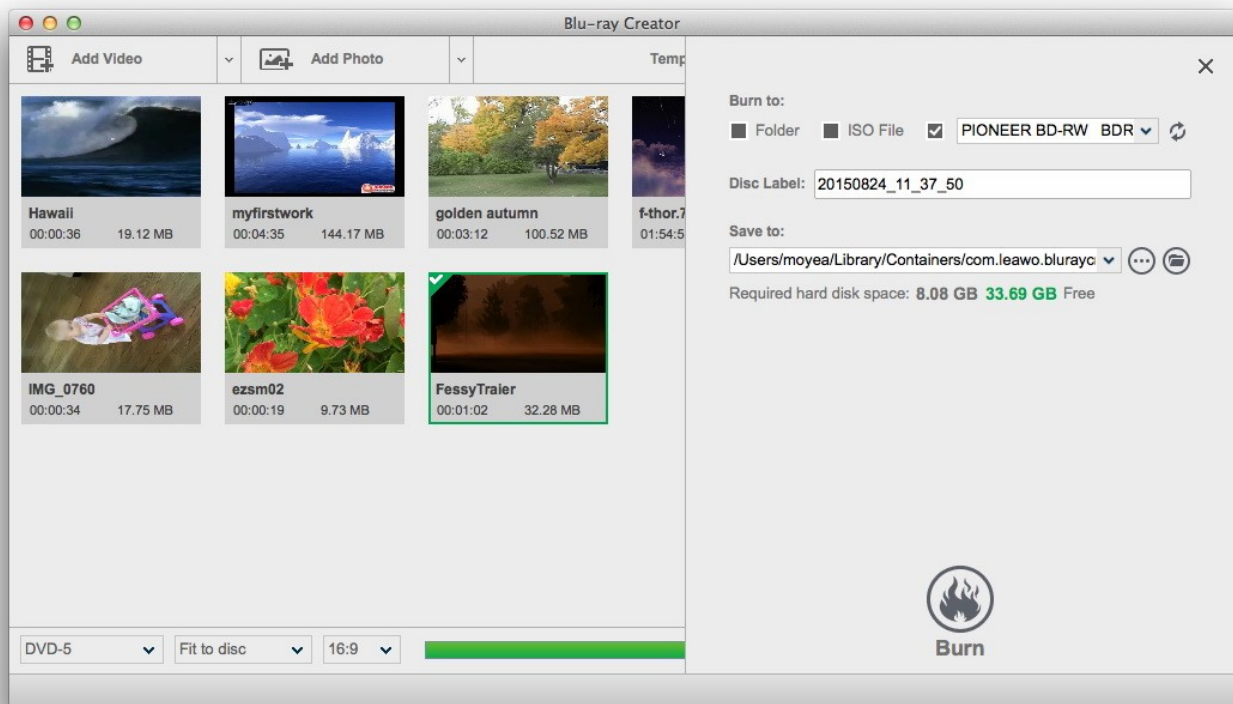 Blu-ray Creator
Add Video
Add Photo
Temp
Burn to:
Folder
ISO File
PIONEER BD-RW BDR
Disc Label:
20150824_11_37_50
Save to:
/Users/moyea/Library/Containers/com.leawo.blurayc
Required hard disk space: 8.08 GB 33.69 GB Free
Hawaii
00:00:36 19.12 MB
myfirstwork
00:04:35 144.17 MB
golden autumn
00:03:12 100.52 MB
f-thor.7
01:54:5
IMG_0760
00:00:34 17.75 MB
ezsm02
00:00:19 9.73 MB
FessyTraier
00:01:02 32.28 MB
DVD-5
Fit to disc
16:9
Burn